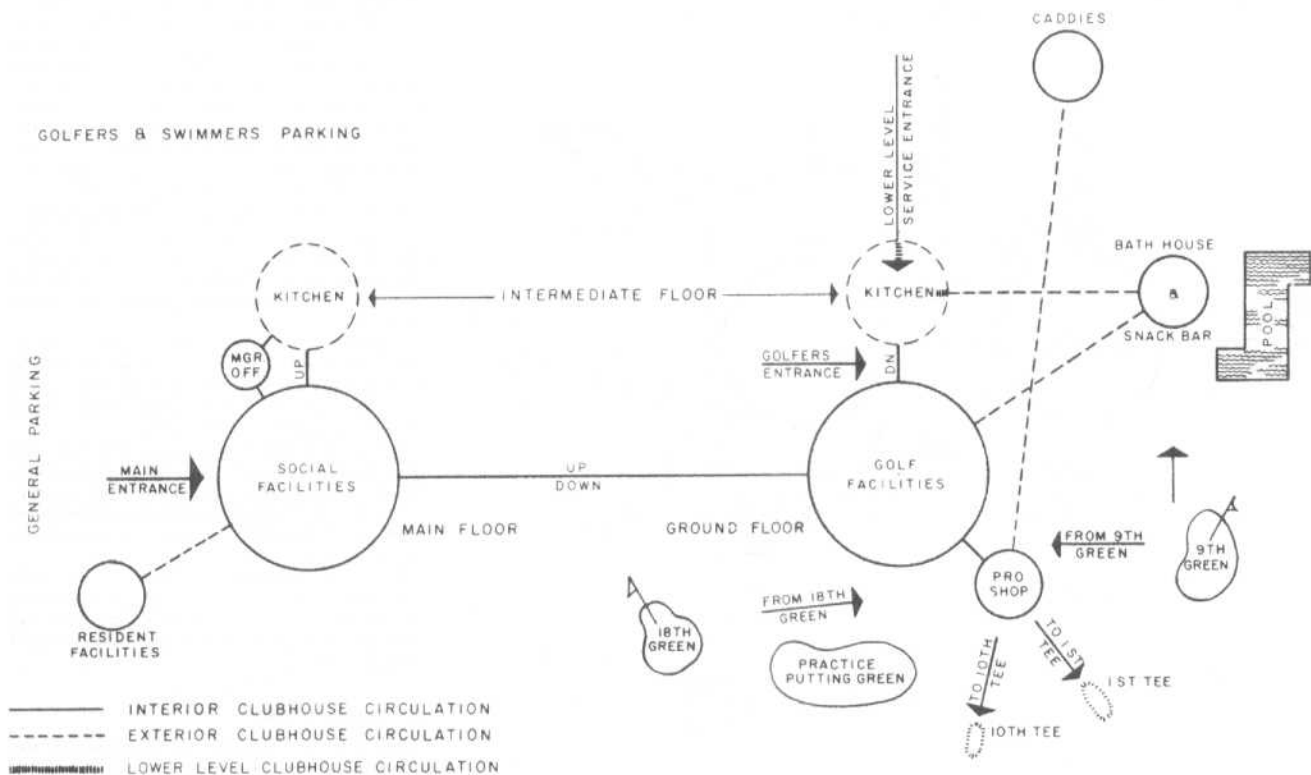 CADDIES
GOLFERS & SWIMMERS PARKING
LOWER LEVEL
SERVICE ENTRANCE
BATH HOUSE
&
SNACK BAR
POOL
KITCHEN
INTERMEDIATE FLOOR
KITCHEN
MGR.
OFF
UP
GOLFERS
ENTRANCE
DN
GENERAL PARKING
MAIN
ENTRANCE
SOCIAL
FACILITIES
UP
DOWN
GOLF
FACILITIES
MAIN FLOOR
GROUND FLOOR
FROM 9TH
GREEN
9TH
GREEN
PRO
SHOP
FROM 18TH
GREEN
18TH
GREEN
RESIDENT
FACILITIES
PRACTICE
PUTTING GREEN
TO 10TH
TEE
TO 1ST
TEE
1ST TEE
10TH TEE
INTERIOR CLUBHOUSE CIRCULATION
EXTERIOR CLUBHOUSE CIRCULATION
LOWER LEVEL CLUBHOUSE CIRCULATION